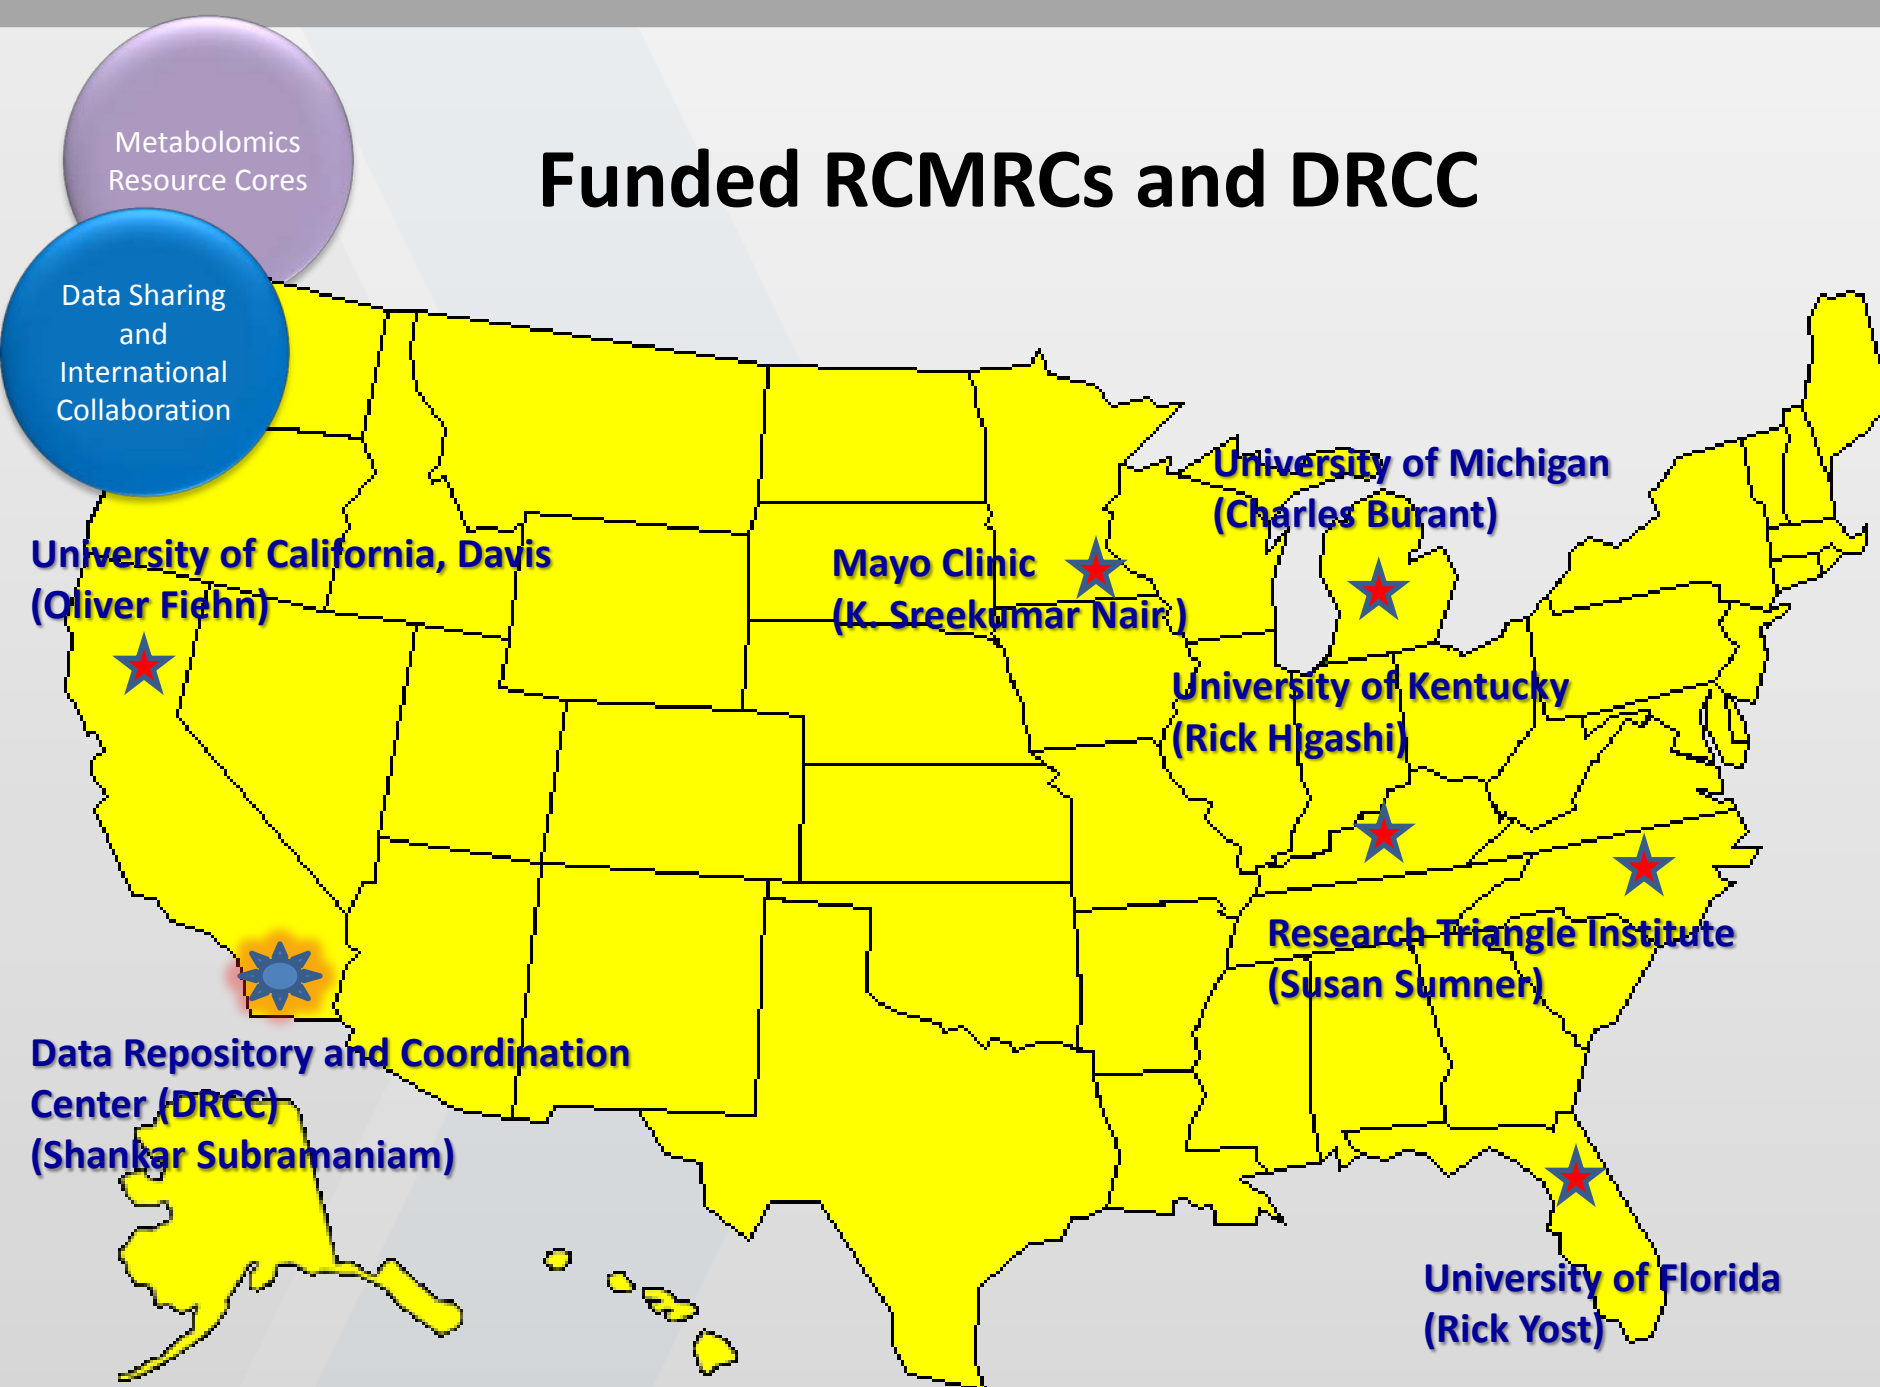 Metabolomics
Resource Cores
Funded RCMRCs and DRCC
Data Sharing
and
International
Collaboration
University of Michigan
(Charles Burant)
University of California, Davis
(Oliver Fiehn)
Mayo Clinic
(K. Sreekumar Nair )
University of Kentucky
(Rick Higashi)
Research Triangle Institute
(Susan Sumner)
Data Repository and Coordination
Center (DRCC)
(Shankar Subramaniam)
University of Florida
(Rick Yost)